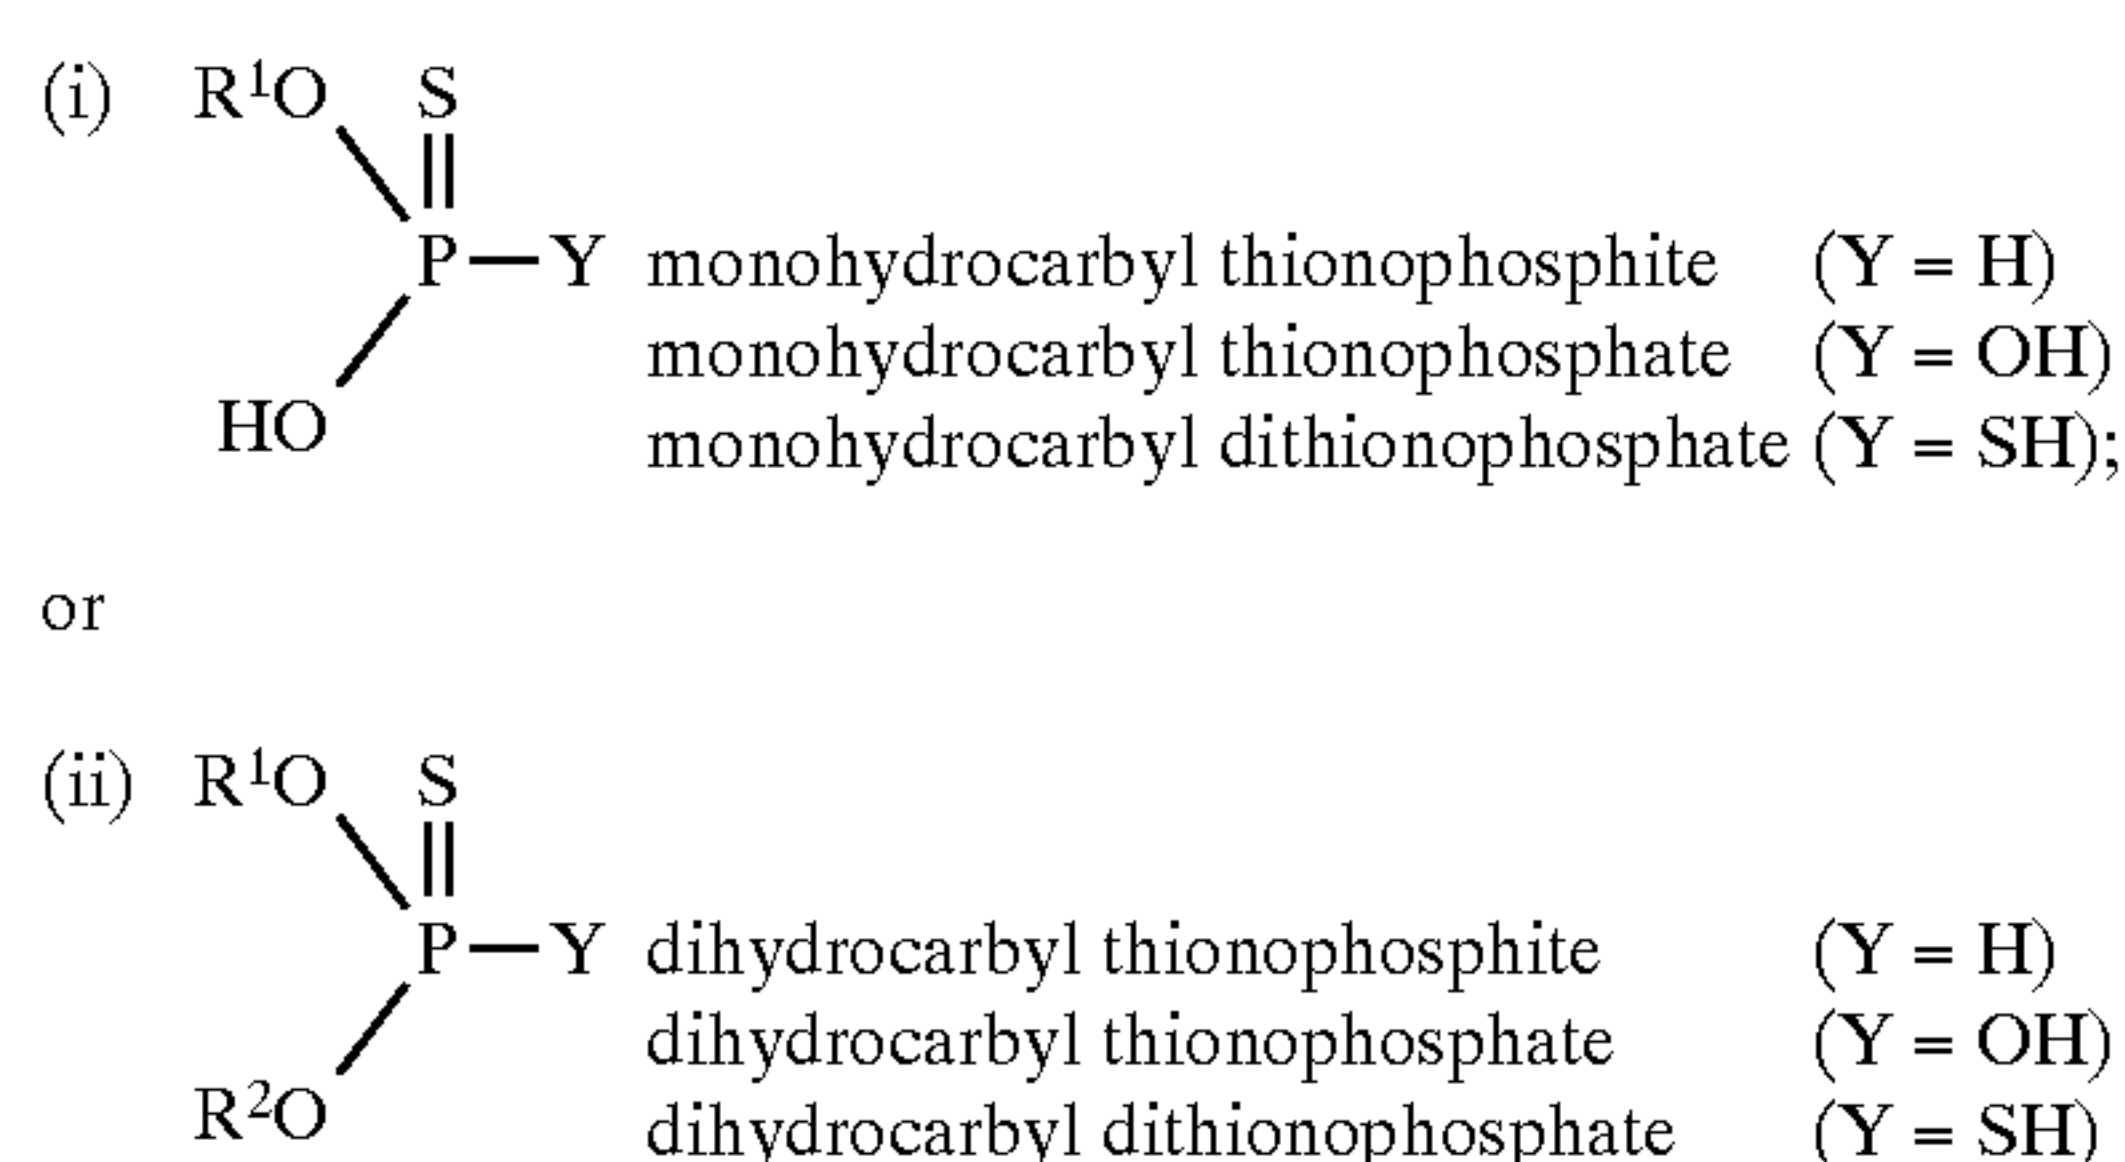 (i) R¹O S
P—Y monohydrocarbyl thionophosphite (Y = H)
monohydrocarbyl thionophosphate (Y = OH)
HO monohydrocarbyl dithionophosphate (Y = SH);
or
(ii) R¹O S
P—Y dihydrocarbyl thionophosphite (Y = H)
dihydrocarbyl thionophosphate (Y = OH)
R²O dihydrocarbyl dithionophosphate (Y = SH)